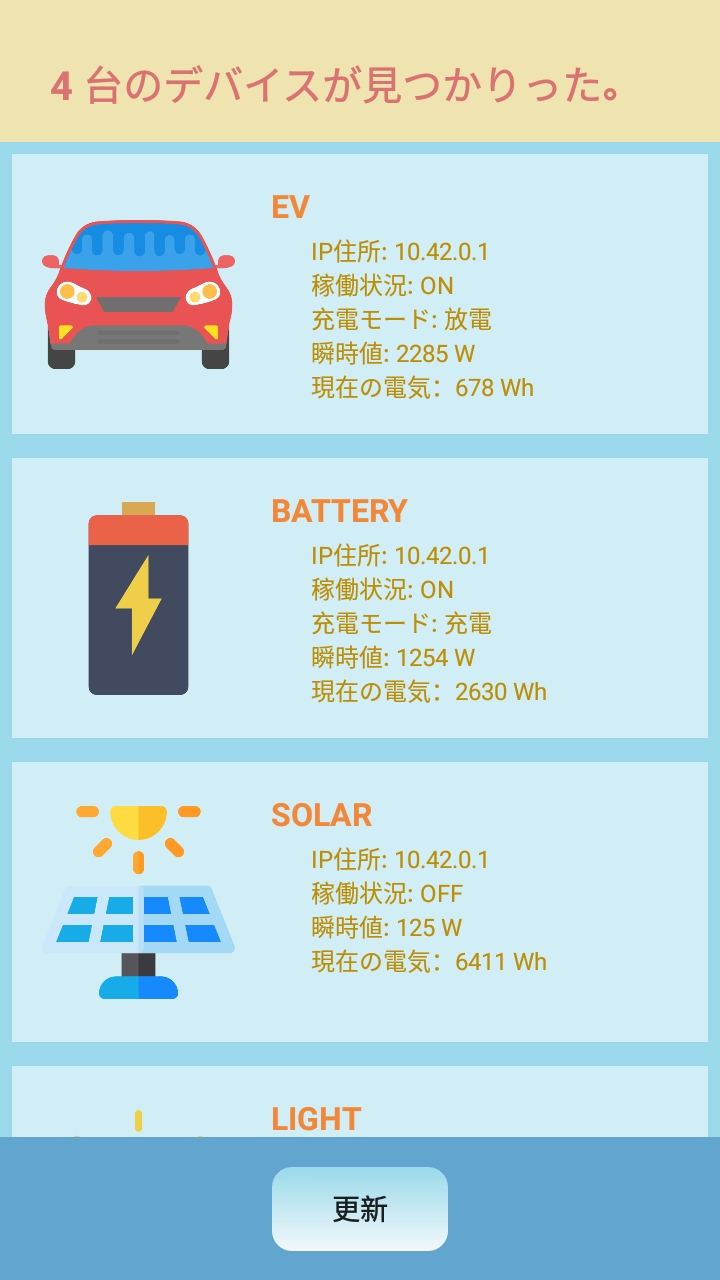 4 台のデバイスが見つかりった。
EV
IP住所: 10.42.0.1
稼働状況: ON
充電モード: 放電
瞬時値: 2285 W
現在の電気：678 Wh
BATTERY
IP住所: 10.42.0.1
稼働状況: ON
充電モード: 充電
瞬時値: 1254 W
現在の電気：2630 Wh
SOLAR
IP住所: 10.42.0.1
稼働状況: OFF
瞬時値: 125 W
現在の電気：6411 Wh
LIGHT
更新